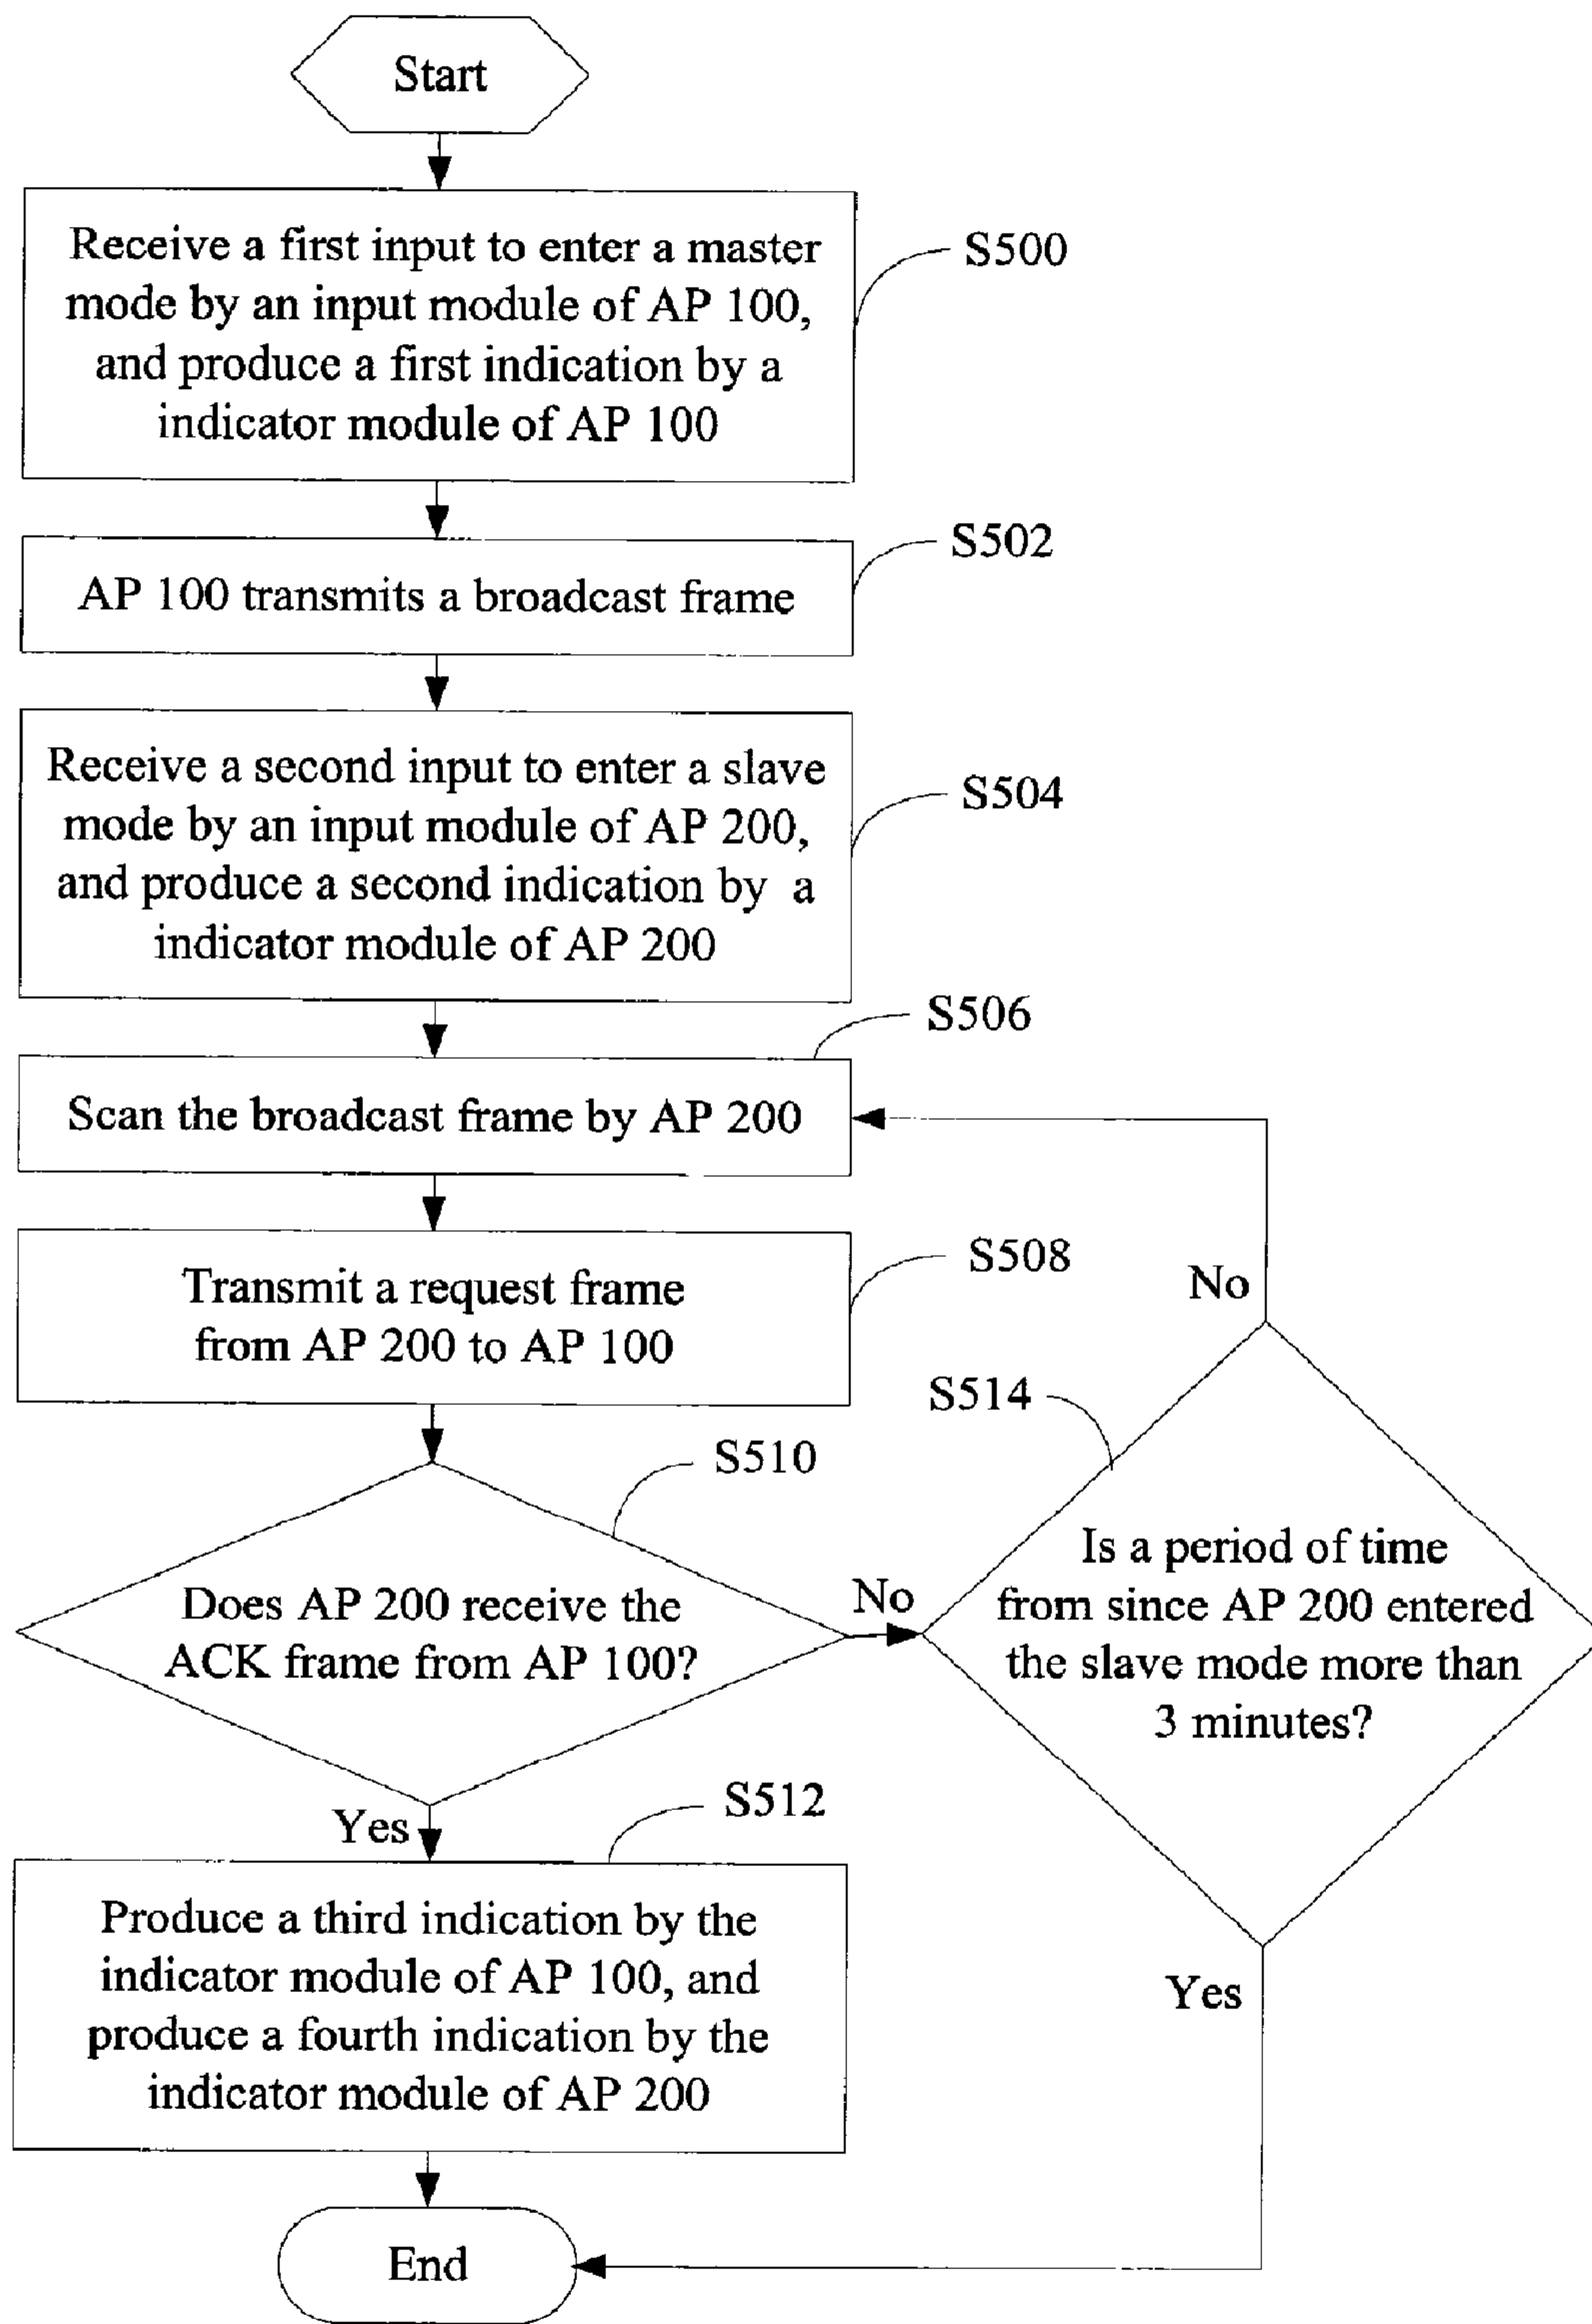 Start
Receive a first input to enter a master
mode by an input module of AP 100,
and produce a first indication by a
indicator module of AP 100
S500
AP 100 transmits a broadcast frame
S502
Receive a second input to enter a slave
mode by an input module of AP 200,
and produce a second indication by a
indicator module of AP 200
S504
S506
Scan the broadcast frame by AP 200
Transmit a request frame
from AP 200 to AP 100
S508
No
S514
S510
Does AP 200 receive the
ACK frame from AP 100?
No
Is a period of time
from since AP 200 entered
the slave mode more than
3 minutes?
Yes
S512
Produce a third indication by the
indicator module of AP 100, and
produce a fourth indication by the
indicator module of AP 200
Yes
End